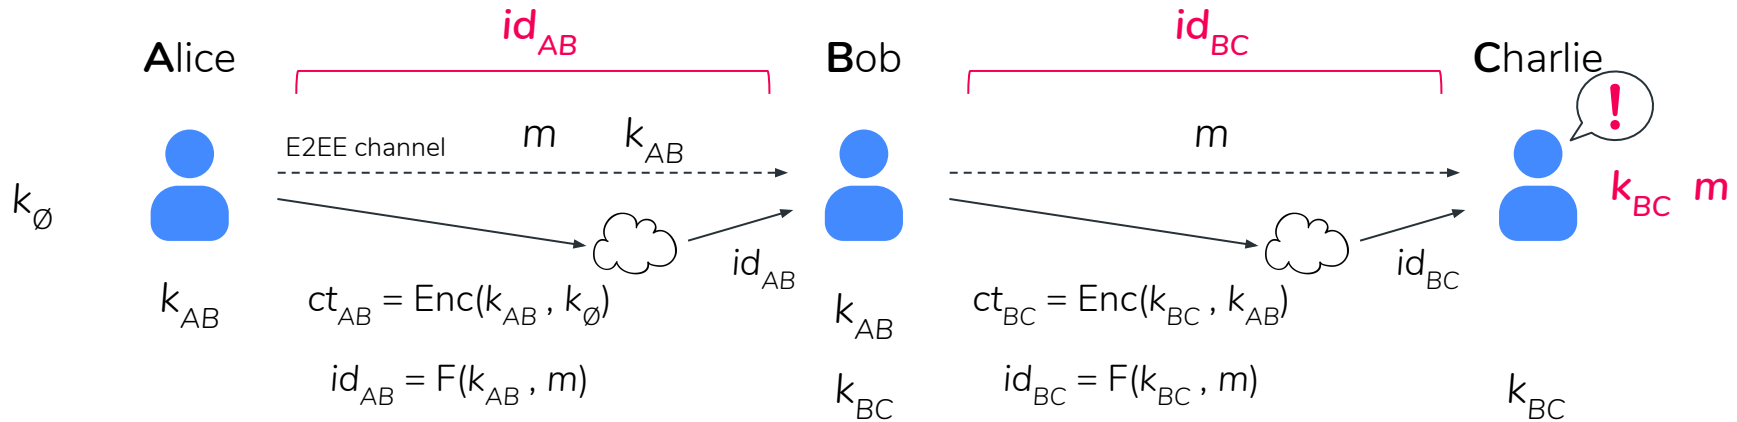 id_AB
id_BC
Alice
Bob
Charlie
!
E2EE channel
m
k_AB
m
k_Ø
k_BC m
id_AB
id_BC
k_AB
ct_AB = Enc(k_AB , k_Ø)
id_AB = F(k_AB , m)
k_AB
k_BC
ct_BC = Enc(k_BC , k_AB)
id_BC = F(k_BC , m)
k_BC